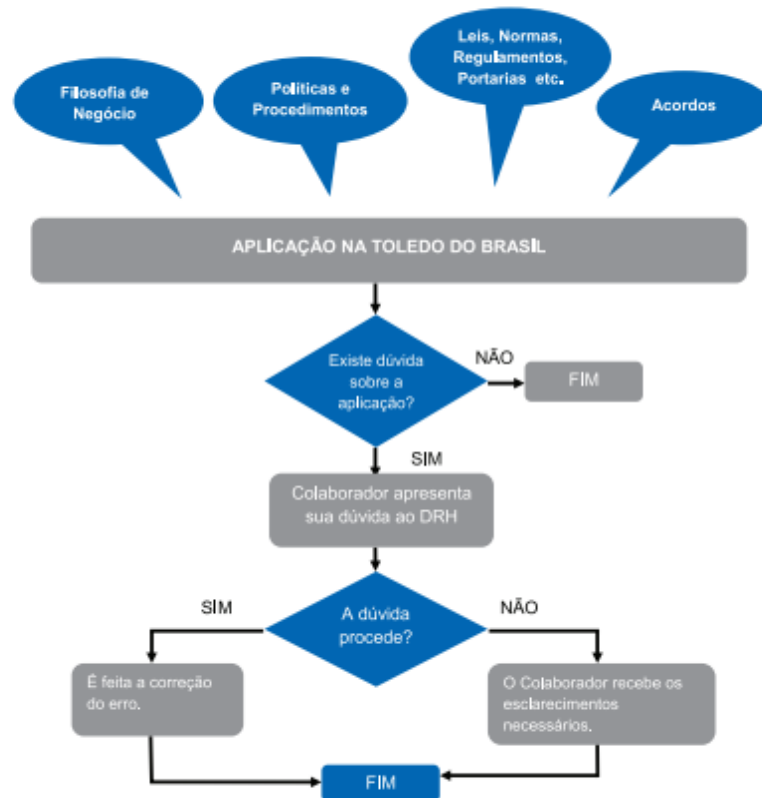 Filosofia de
Negócio
Políticas e
Procedimentos
Leis, Normas,
Regulamentos,
Portarias etc.
Acordos
APLICAÇÃO NA TOLEDO DO BRASIL
Existe dúvida
sobre a
aplicação?
NÃO
FIM
SIM
Colaborador apresenta
sua dúvida ao DRH
SIM
A dúvida
procede?
NÃO
É feita a correção
do erro.
O Colaborador recebe os
esclarecimentos
necessários.
FIM